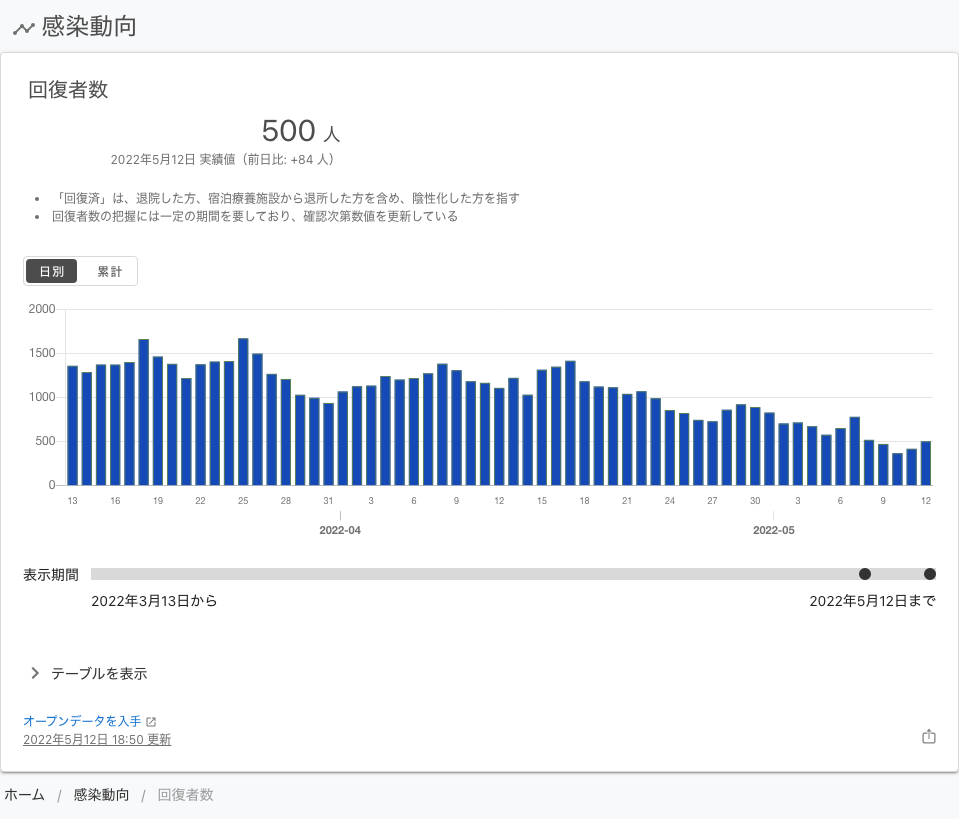 感染動向
回復者数
500 人
2022年5月12日 実績値（前日比: +84 人）
• 「回復済」は、退院した方、宿泊療養施設から退所した方を含め、陰性化した方を指す
• 回復者数の把握には一定の期間を要しており、確認次第数値を更新している
日別 累計
2000
1500
1000
500
0
13 16 19 22 25 28 31 3 6 9 12 15 18 21 24 27 30 3 6 9 12
2022-04 2022-05
表示期間
2022年3月13日から 2022年5月12日まで
テーブルを表示
オープンデータを入手
2022年5月12日 18:50 更新
ホーム / 感染動向 / 回復者数